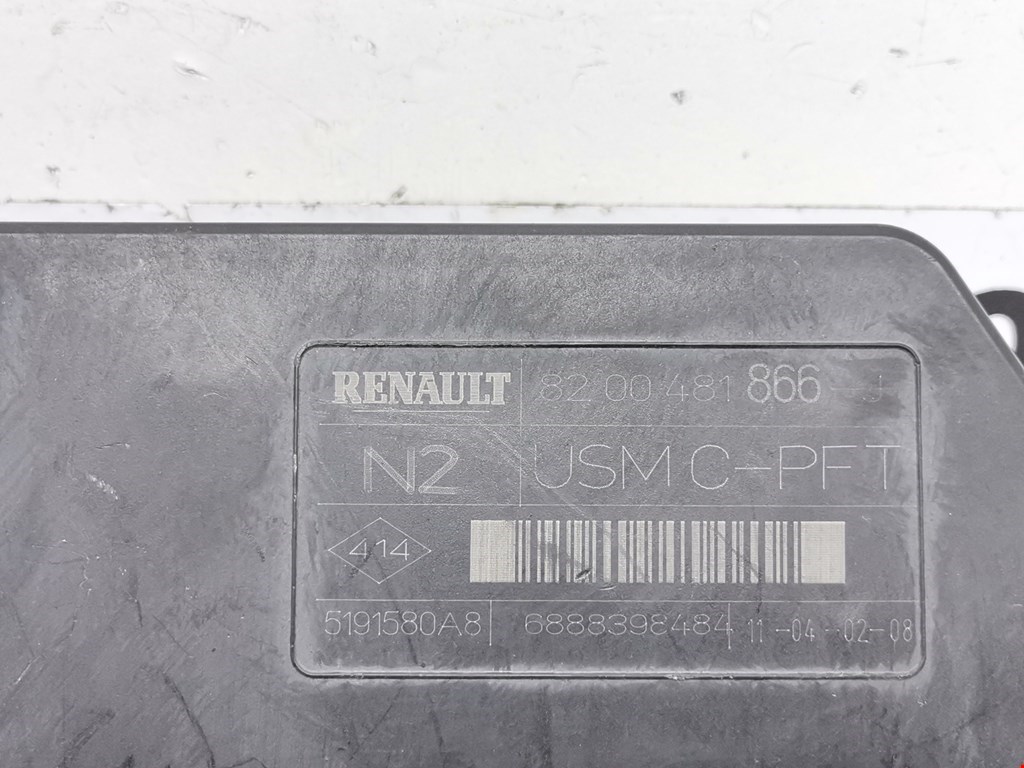 RENAULT 82 00 481 866 - J
N2 USM C-PFT
414
5191580A8 6888398484 11-04-02-08